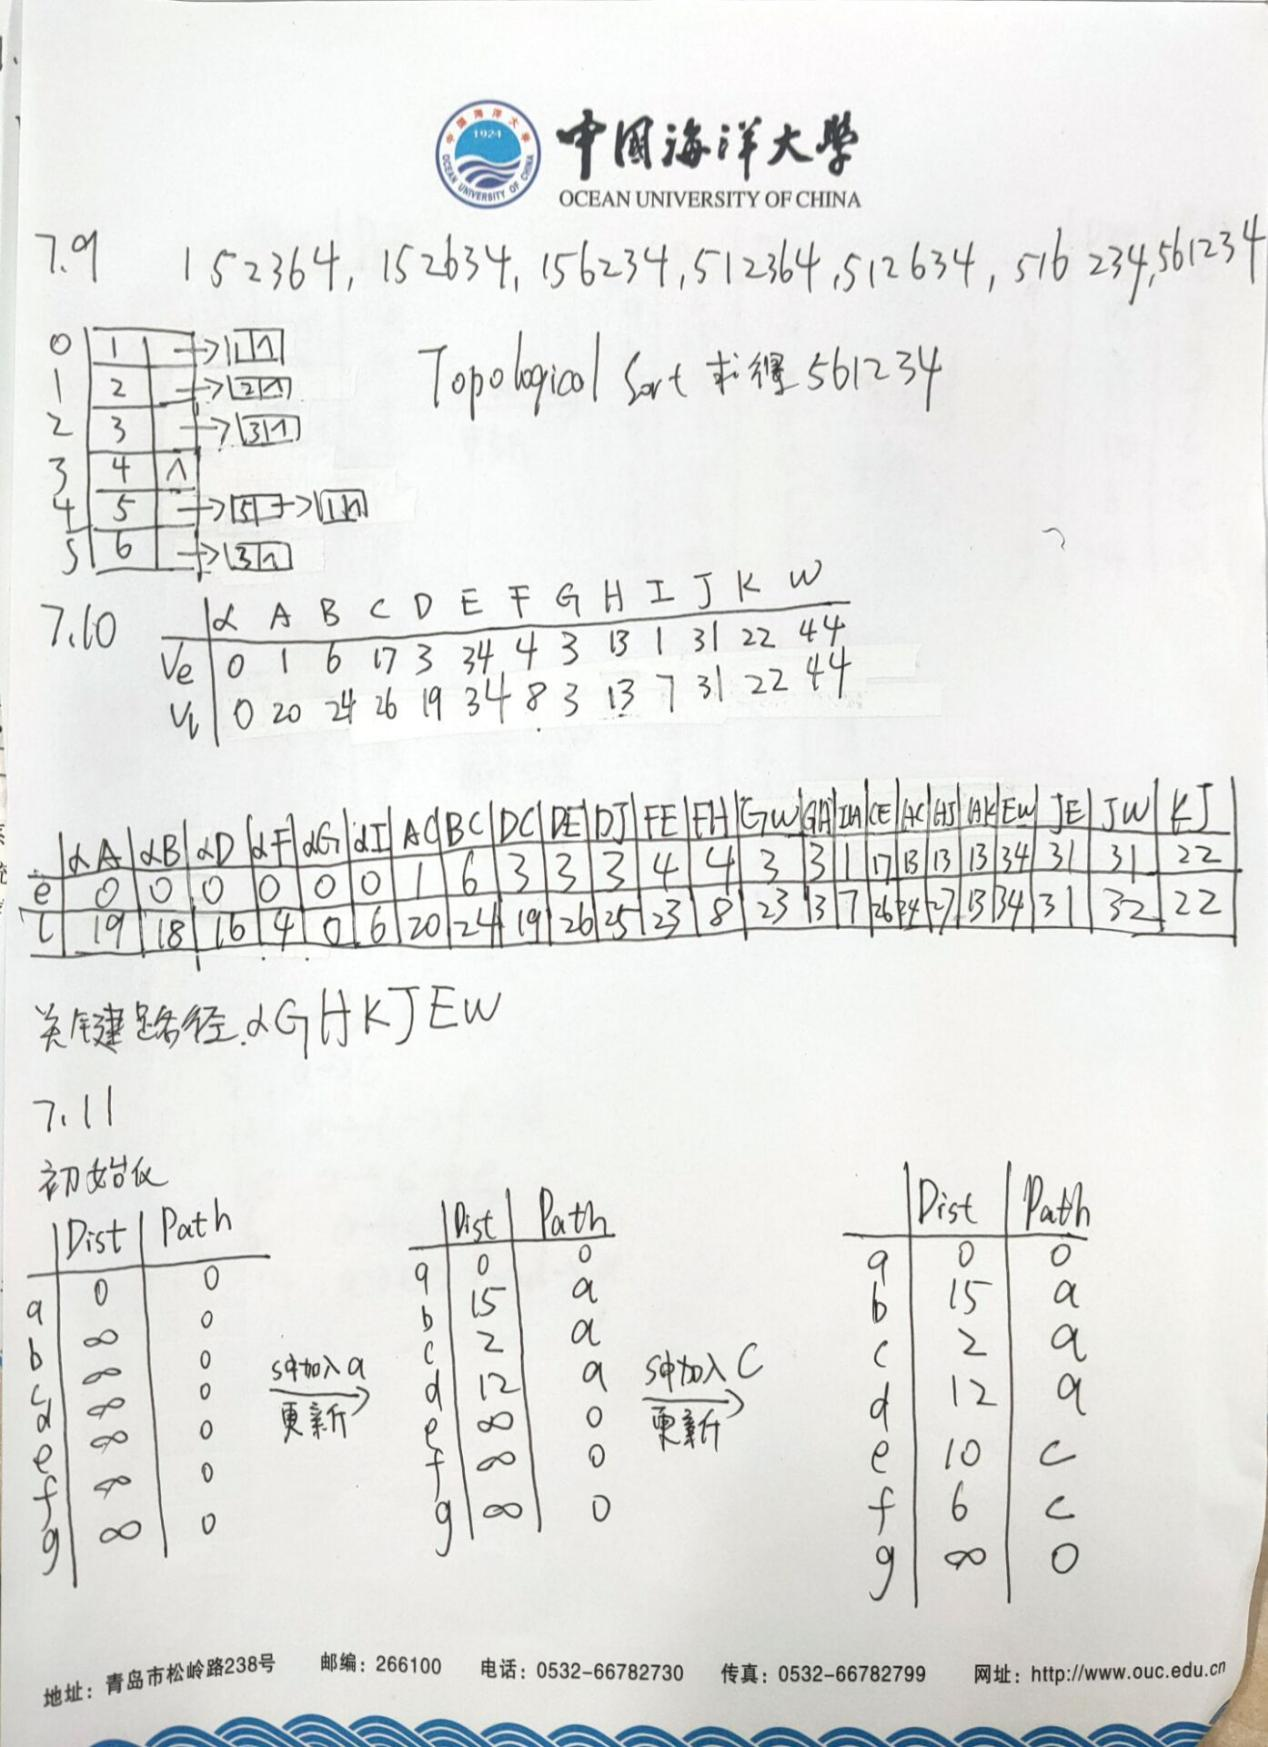 中国海洋大学
OCEAN UNIVERSITY OF CHINA
7.9 152364, 152634, 156234, 512364, 512634, 516234, 561234
0 1 → 1 ∧
1 2 → 2 ∧
2 3 → 3 ∧
3 4 ∧
4 5 → 5 → 1 ∧
5 6 → 3 ∧
Topological Sort 求得 561234
7.10
α A B C D E F G H I J K W
Ve 0 1 6 17 3 34 4 3 13 1 31 22 44
Vl 0 20 24 26 19 34 8 3 13 7 31 22 44
αA αB αD αF αG αI AC BC DC DE DJ FE FH GW GH IH CE HC HJ HK EW JE JW KJ
e 0 0 0 0 0 0 1 6 3 3 3 4 4 3 3 1 17 13 13 13 34 31 31 22
l 19 18 16 4 0 6 20 24 19 26 25 23 8 23 13 7 26 24 27 13 34 31 32 22
关键路径 αGHKJEW
7.11
初始化
Dist Path
a 0 0
b ∞ 0
c ∞ 0
d ∞ 0
e ∞ 0
f ∞ 0
g ∞ 0
S中加入a
更新
Dist Path
a 0 0
b 15 a
c 2 a
d 12 a
e ∞ 0
f ∞ 0
g ∞ 0
S中加入C
更新
Dist Path
a 0 0
b 15 a
c 2 a
d 12 a
e 10 c
f 6 c
g ∞ 0
地址：青岛市松岭路238号 邮编：266100 电话：0532-66782730 传真：0532-66782799 网址：http://www.ouc.edu.cn